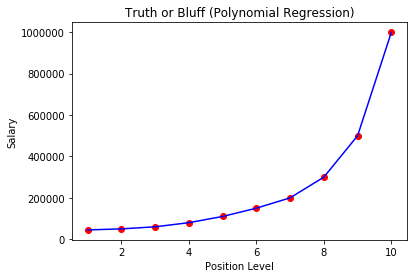 Truth or Bluff (Polynomial Regression)
1000000
800000
600000
400000
200000
0
Salary
2 4 6 8 10
Position Level